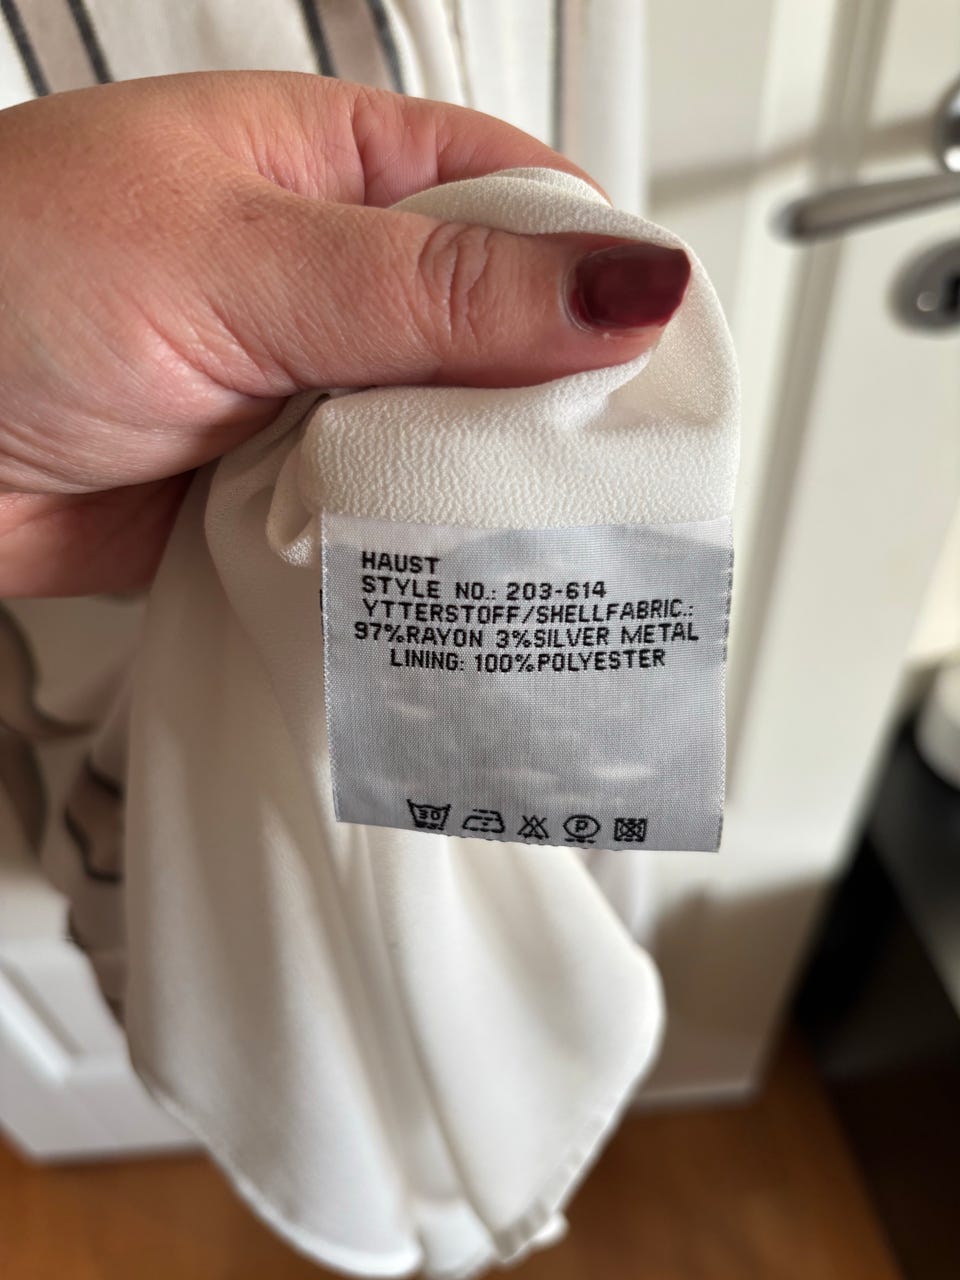 HAUST
STYLE NO.: 203-614
YTTERSTOFF/SHELLFABRIC.:
97%RAYON 3%SILVER METAL
LINING: 100%POLYESTER
30 P